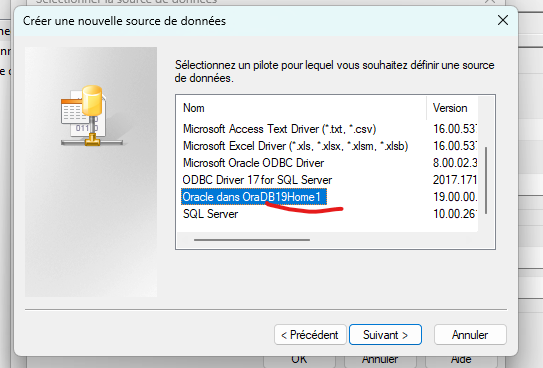 Sélectionner la source de données
Créer une nouvelle source de données
Sélectionnez un pilote pour lequel vous souhaitez définir une source
de données.
Nom Version
Microsoft Access Text Driver (*.txt, *.csv) 16.00.537
Microsoft Excel Driver (*.xls, *.xlsx, *.xlsm, *.xlsb) 16.00.537
Microsoft Oracle ODBC Driver 8.00.02.3
ODBC Driver 17 for SQL Server 2017.171
Oracle dans OraDB19Home1 19.00.00.
SQL Server 10.00.261
< Précédent Suivant > Annuler
OK Annuler Aide